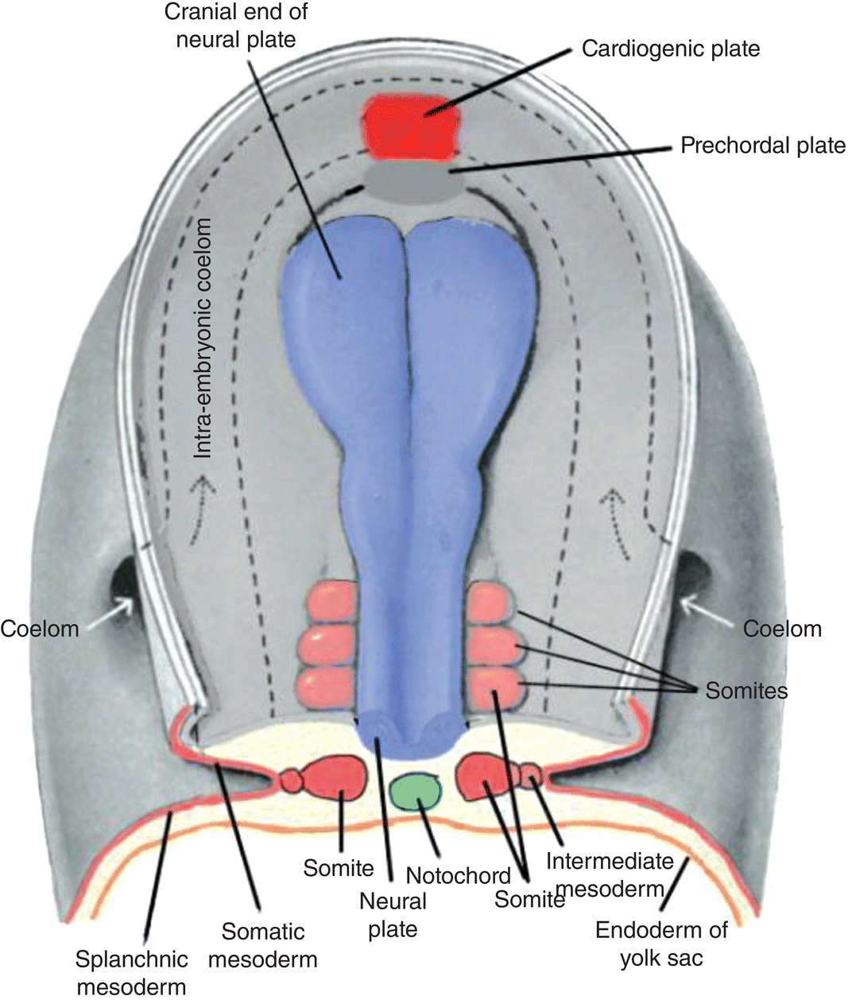 Cranial end of
neural plate
Cardiogenic plate
Prechordal plate
Intra-embryonic coelom
Coelom
Coelom
Somites
Somite
Notochord
Intermediate
mesoderm
Somite
Neural
plate
Somatic
mesoderm
Endoderm of
yolk sac
Splanchnic
mesoderm